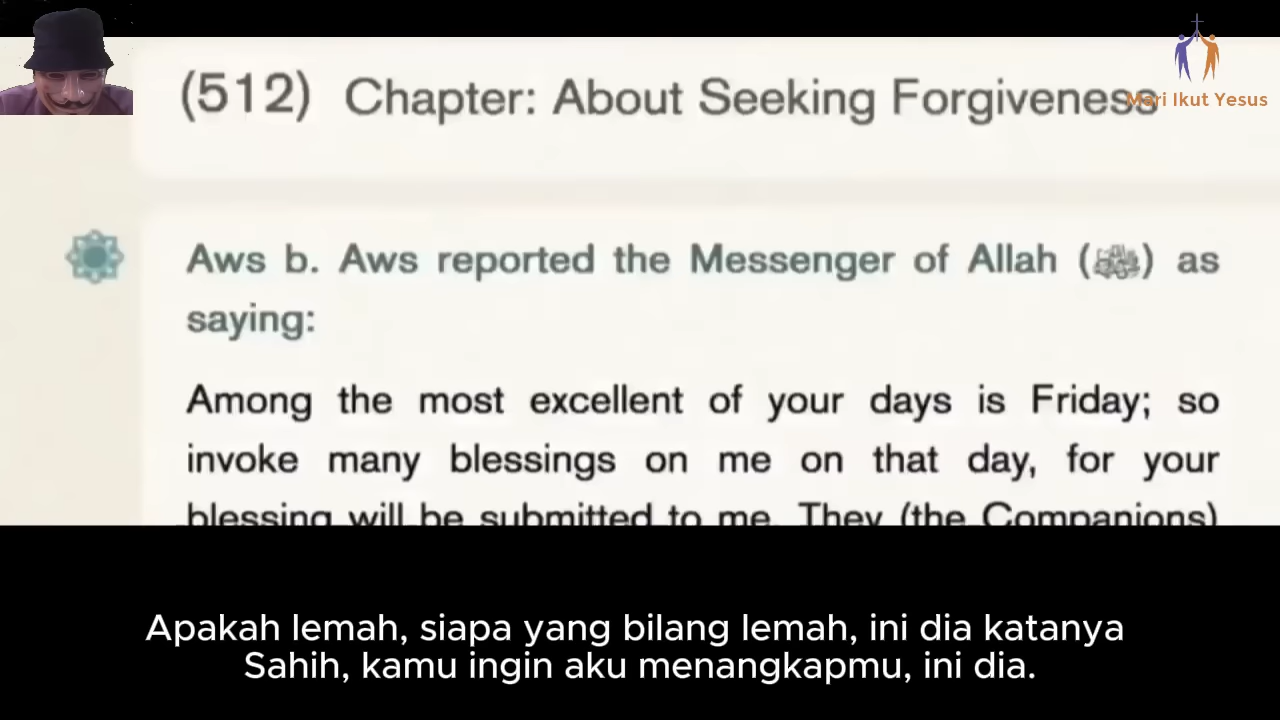 (512) Chapter: About Seeking Forgiveness
Mari Ikut Yesus
Aws b. Aws reported the Messenger of Allah (ﷺ) as
saying:
Among the most excellent of your days is Friday; so
invoke many blessings on me on that day, for your
blessing will be submitted to me. They (the Companions)
Apakah lemah, siapa yang bilang lemah, ini dia katanya
Sahih, kamu ingin aku menangkapmu, ini dia.